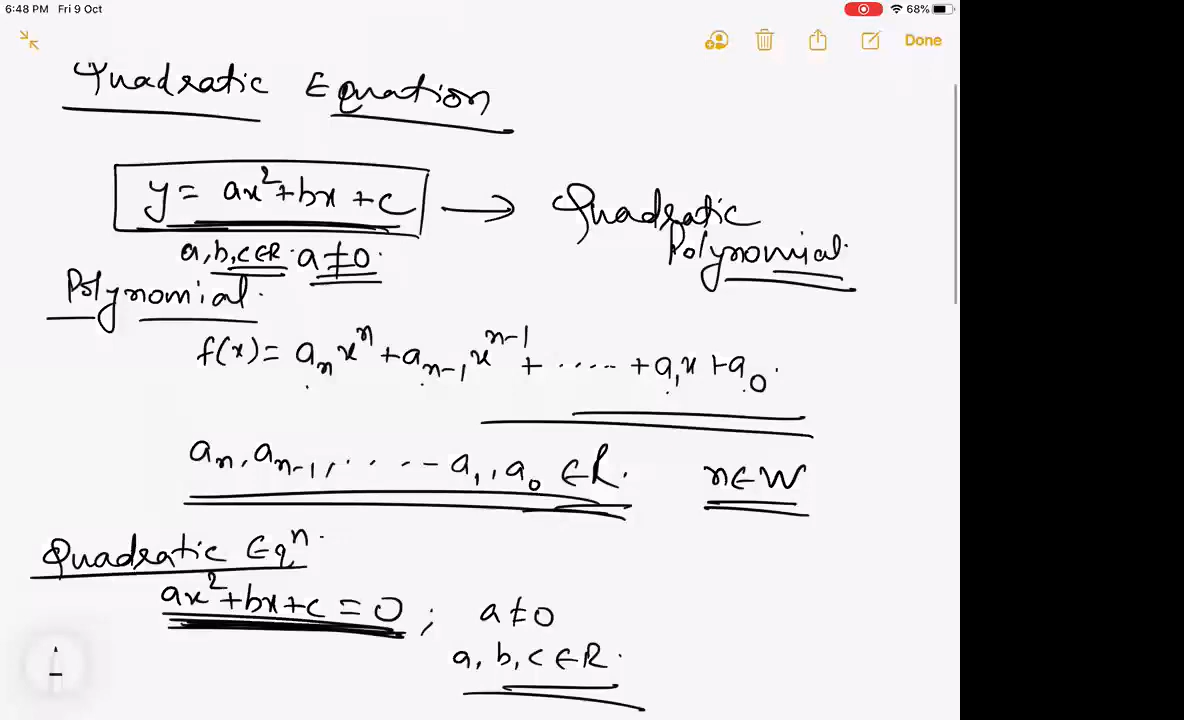 6:48 PM Fri 9 Oct 68%
Done
Quadratic Equation
y = ax²+bx+c → Quadratic Polynomial.
a,b,c∈R. a≠0.
Polynomial.
f(x) = aₙxⁿ + aₙ₋₁xⁿ⁻¹ + ..... + a₁x + a₀.
aₙ, aₙ₋₁, ..... a₁, a₀ ∈R. n∈W
Quadratic Eqⁿ.
ax²+bx+c = 0 ; a≠0
a, b, c ∈R.